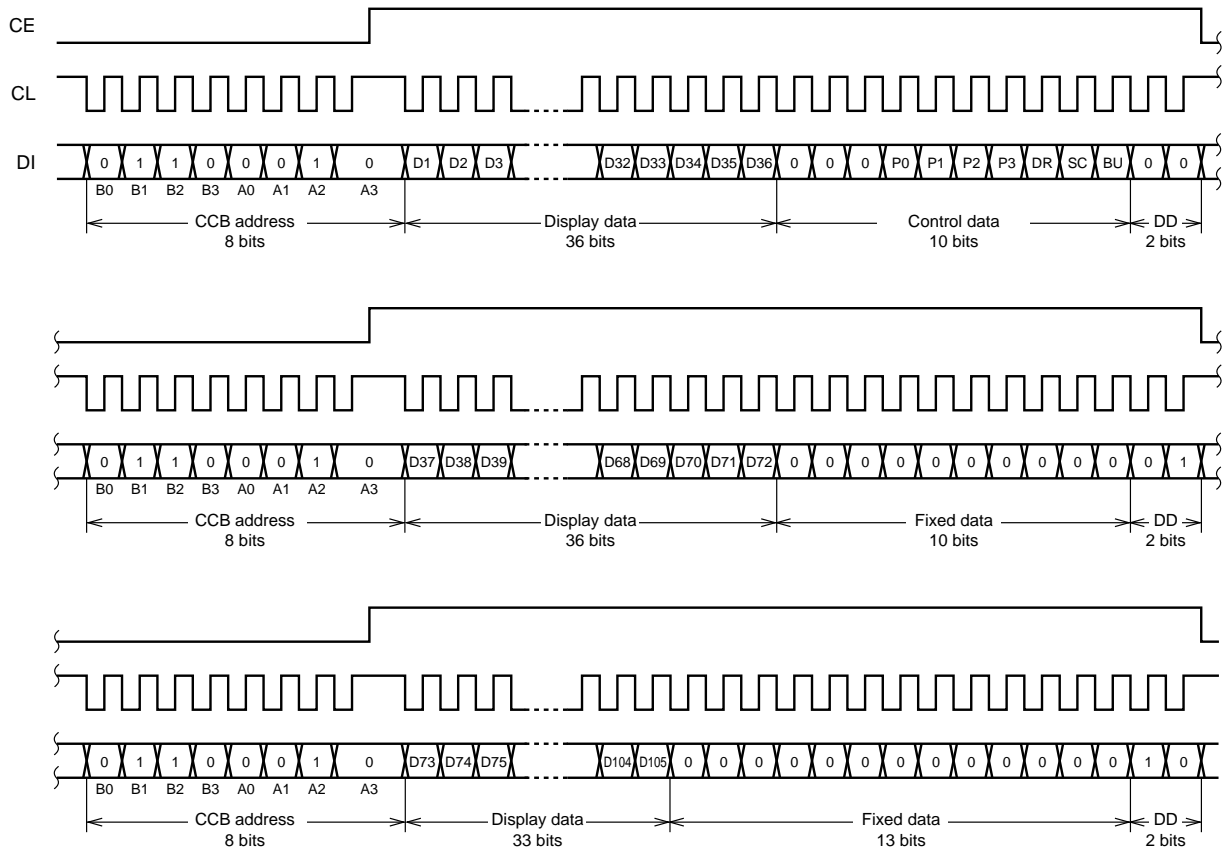 CE
CL
DI 0 1 1 0 0 0 1 0 D1 D2 D3 D32 D33 D34 D35 D36 0 0 0 P0 P1 P2 P3 DR SC BU 0 0
B0 B1 B2 B3 A0 A1 A2 A3
CCB address Display data Control data DD
8 bits 36 bits 10 bits 2 bits
0 1 1 0 0 0 1 0 D37 D38 D39 D68 D69 D70 D71 D72 0 0 0 0 0 0 0 0 0 0 0 1
B0 B1 B2 B3 A0 A1 A2 A3
CCB address Display data Fixed data DD
8 bits 36 bits 10 bits 2 bits
0 1 1 0 0 0 1 0 D73 D74 D75 D104 D105 0 0 0 0 0 0 0 0 0 0 0 0 0 1 0
B0 B1 B2 B3 A0 A1 A2 A3
CCB address Display data Fixed data DD
8 bits 33 bits 13 bits 2 bits